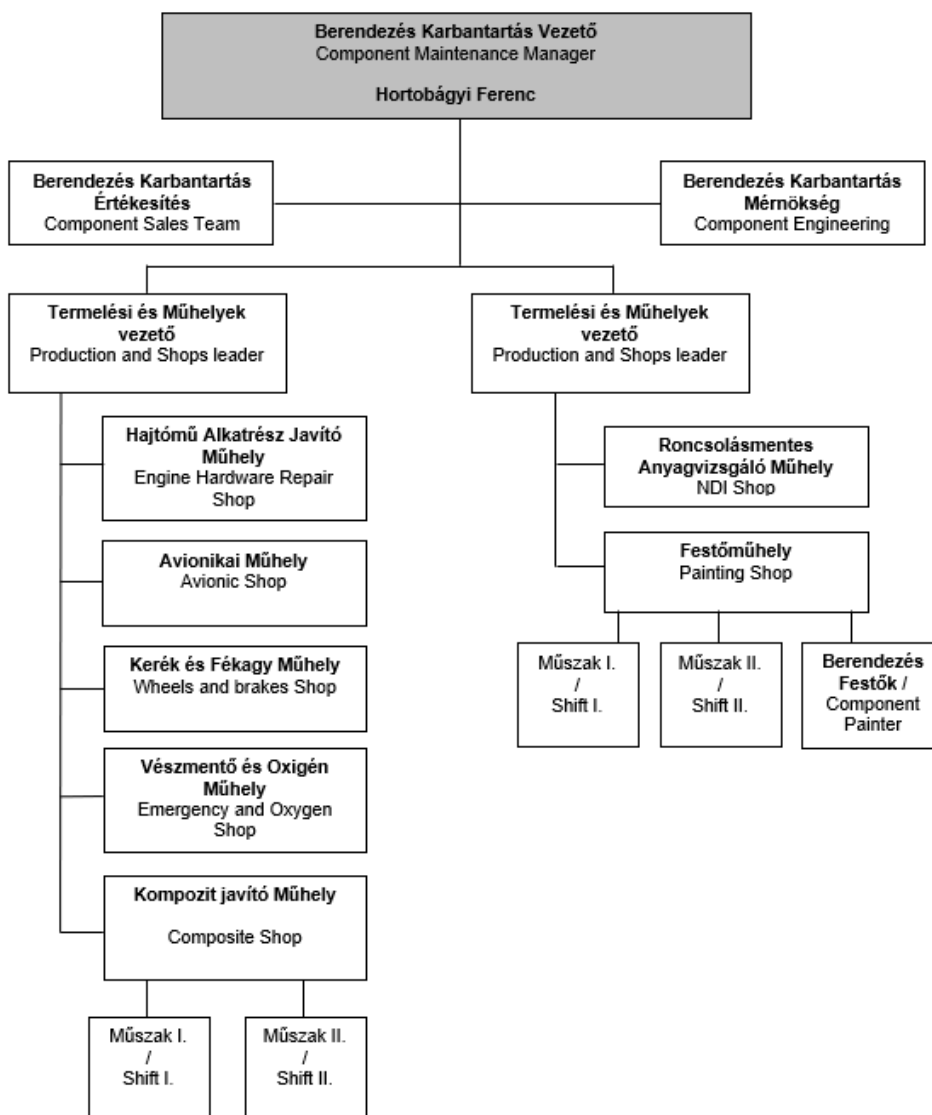 Berendezés Karbantartás Vezető
Component Maintenance Manager
Hortobágyi Ferenc
Berendezés Karbantartás
Értékesítés
Component Sales Team
Berendezés Karbantartás
Mérnökség
Component Engineering
Termelési és Műhelyek
vezető
Production and Shops leader
Termelési és Műhelyek
vezető
Production and Shops leader
Hajtómű Alkatrész Javító
Műhely
Engine Hardware Repair
Shop
Avionikai Műhely
Avionic Shop
Kerék és Fékagy Műhely
Wheels and brakes Shop
Vészmentő és Oxigén
Műhely
Emergency and Oxygen
Shop
Kompozit javító Műhely
Composite Shop
Műszak I.
/
Shift I.
Műszak II.
/
Shift II.
Roncsolásmentes
Anyagvizsgáló Műhely
NDI Shop
Festőműhely
Painting Shop
Műszak I.
/
Shift I.
Műszak II.
/
Shift II.
Berendezés
Festők /
Component
Painter